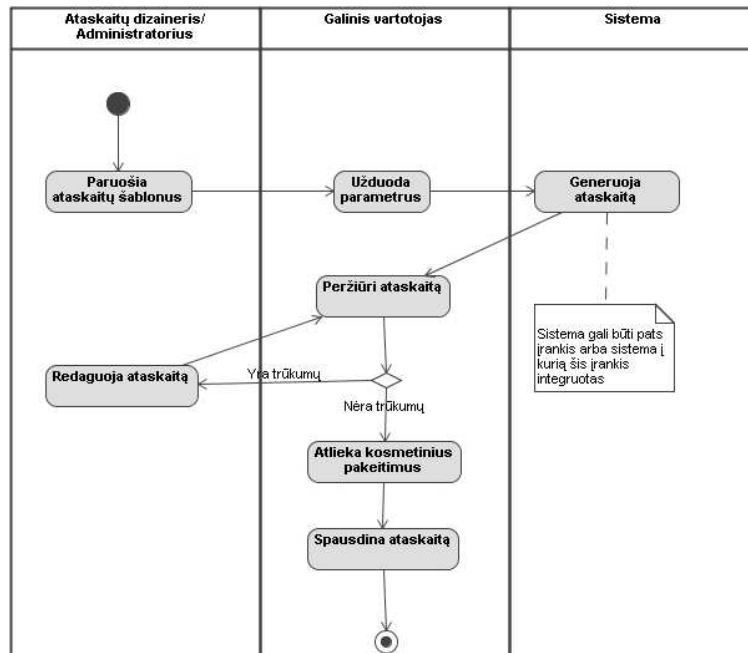 Ataskaitų dizaineris/
Administratorius
Galinis vartotojas
Sistema
Paruošia
ataskaitų šablonus
Užduoda
parametrus
Generuoja
ataskaitą
Peržiūri ataskaitą
Sistema gali būti pats
įrankis arba sistema į
kurią šis įrankis
integruotas
Redaguoja ataskaitą
Yra trūkumų
Nėra trūkumų
Atlieka kosmetinius
pakeitimus
Spausdina ataskaitą